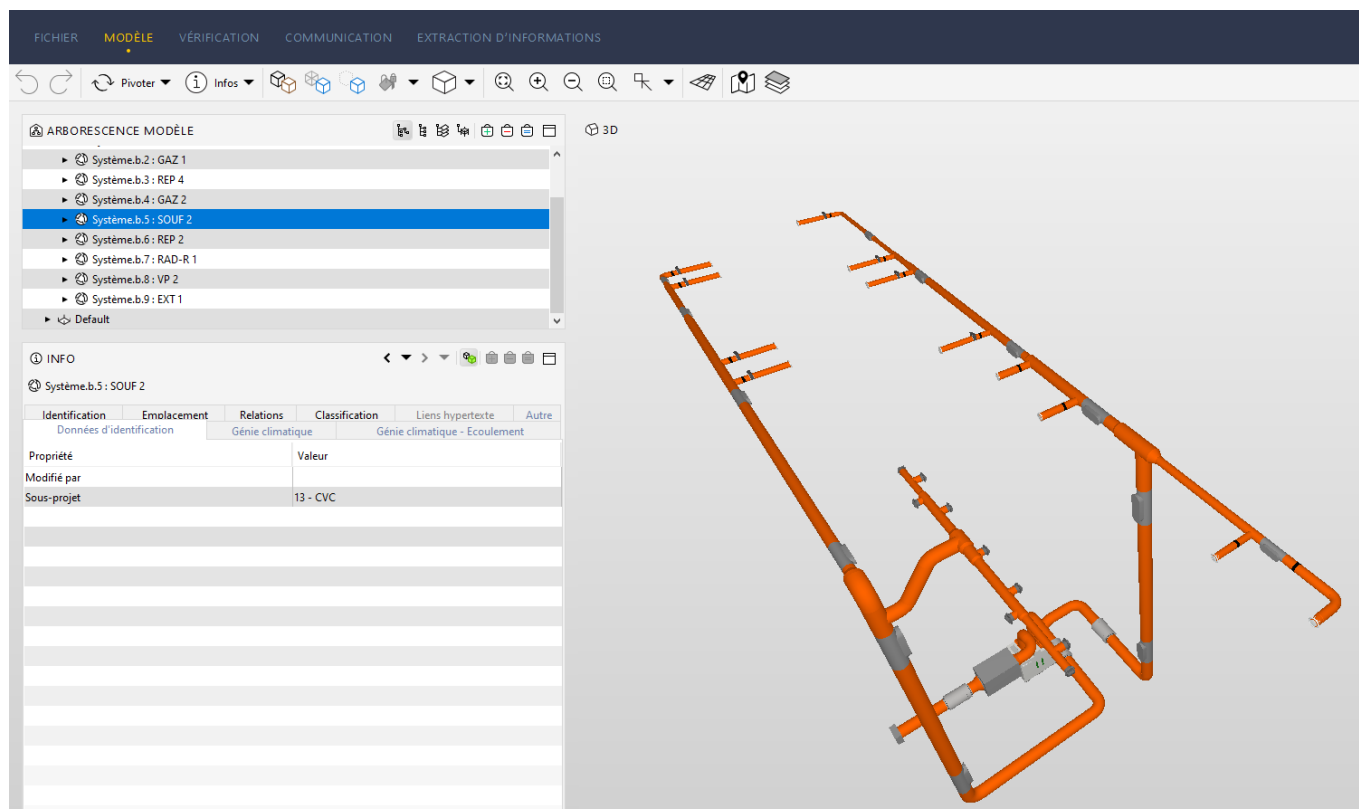 FICHIER MODÈLE VÉRIFICATION COMMUNICATION EXTRACTION D'INFORMATIONS
Pivoter Infos
ARBORESCENCE MODÈLE
3D
Système.b.2 : GAZ 1
Système.b.3 : REP 4
Système.b.4 : GAZ 2
Système.b.5 : SOUF 2
Système.b.6 : REP 2
Système.b.7 : RAD-R 1
Système.b.8 : VP 2
Système.b.9 : EXT 1
Default
INFO
Système.b.5 : SOUF 2
Identification Emplacement Relations Classification Liens hypertexte Autre
Données d'identification Génie climatique Génie climatique - Ecoulement
Propriété Valeur
Modifié par
Sous-projet 13 - CVC